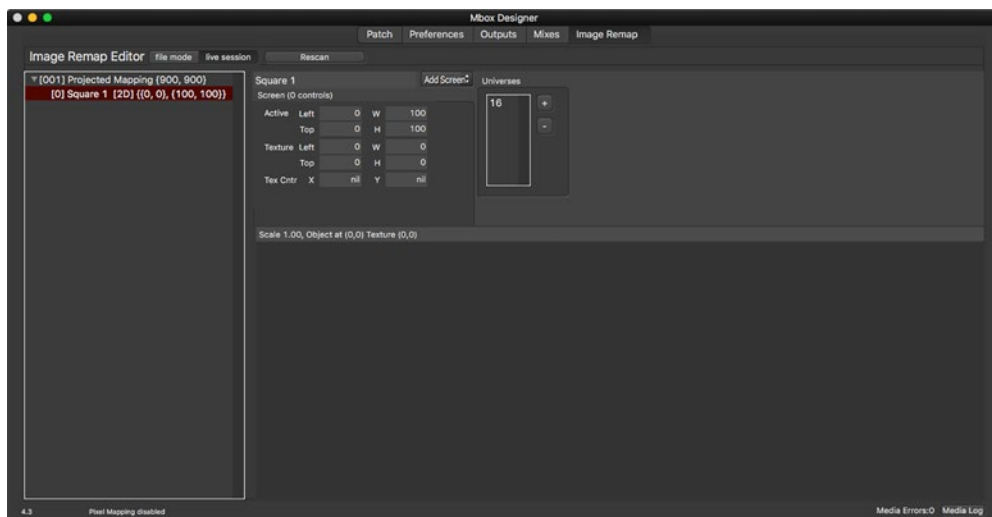 Mbox Designer
Patch Preferences Outputs Mixes Image Remap
Image Remap Editor file mode live session Rescan
[001] Projected Mapping {900, 900}
[0] Square 1 [2D] {{0, 0}, {100, 100}}
Square 1 Add Screen
Screen (0 controls)
Active Left 0 W 100
Top 0 H 100
Texture Left 0 W 0
Top 0 H 0
Tex Cntr X nil Y nil
Universes
16
+
-
Scale 1.00, Object at (0,0) Texture (0,0)
4.3 Pixel Mapping disabled Media Errors:0 Media Log